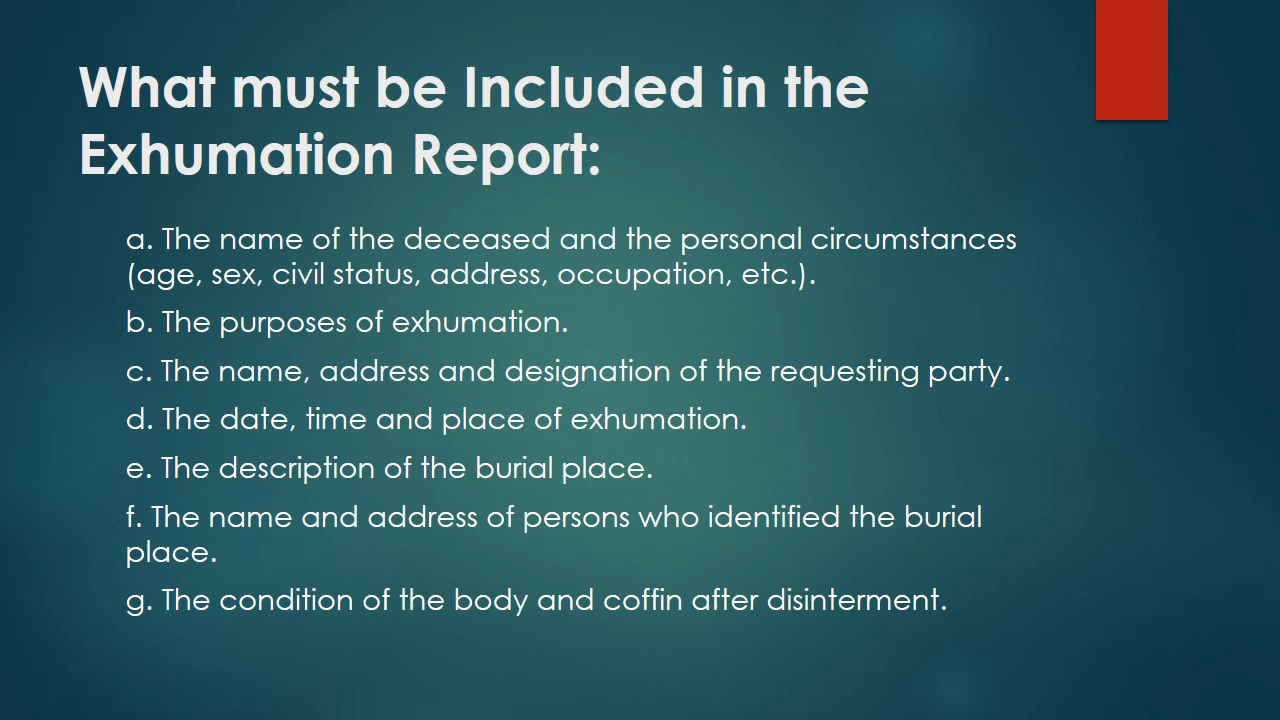 What must be Included in the
Exhumation Report:
a. The name of the deceased and the personal circumstances
(age, sex, civil status, address, occupation, etc.).
b. The purposes of exhumation.
c. The name, address and designation of the requesting party.
d. The date, time and place of exhumation.
e. The description of the burial place.
f. The name and address of persons who identified the burial
place.
g. The condition of the body and coffin after disinterment.